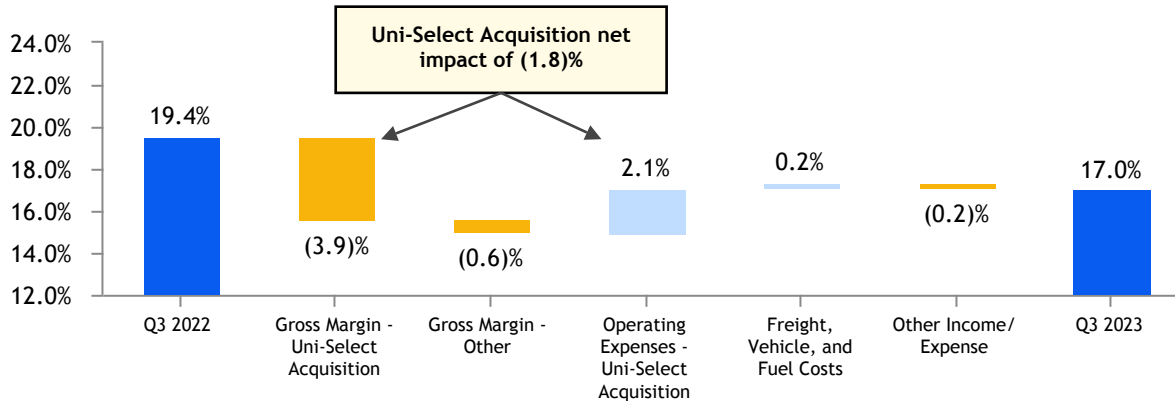 Uni-Select Acquisition net
impact of (1.8)%
24.0%
22.0%
20.0%
18.0%
16.0%
14.0%
12.0%
19.4%
(3.9)%
(0.6)%
2.1%
0.2%
(0.2)%
17.0%
Q3 2022
Gross Margin -
Uni-Select
Acquisition
Gross Margin -
Other
Operating
Expenses -
Uni-Select
Acquisition
Freight,
Vehicle, and
Fuel Costs
Other Income/
Expense
Q3 2023